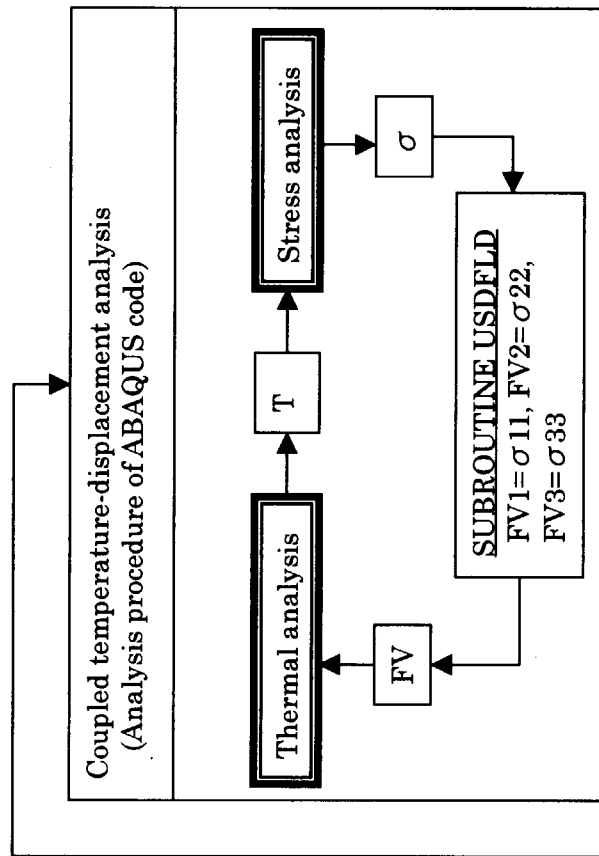 Coupled temperature-displacement analysis
(Analysis procedure of ABAQUS code)
Thermal analysis
T
Stress analysis
FV
σ
SUBROUTINE USDFLD
FV1=σ11, FV2=σ22,
FV3=σ33